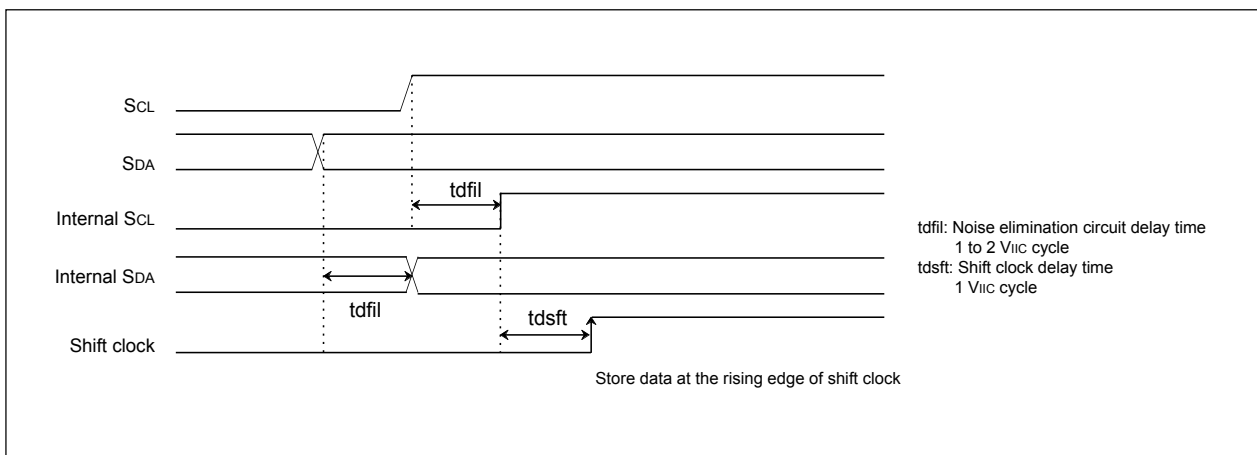 SCL
SDA
tdfil
Internal SCL
Internal SDA
tdfil
tdsft
Shift clock
Store data at the rising edge of shift clock
tdfil: Noise elimination circuit delay time
1 to 2 VIIC cycle
tdsft: Shift clock delay time
1 VIIC cycle